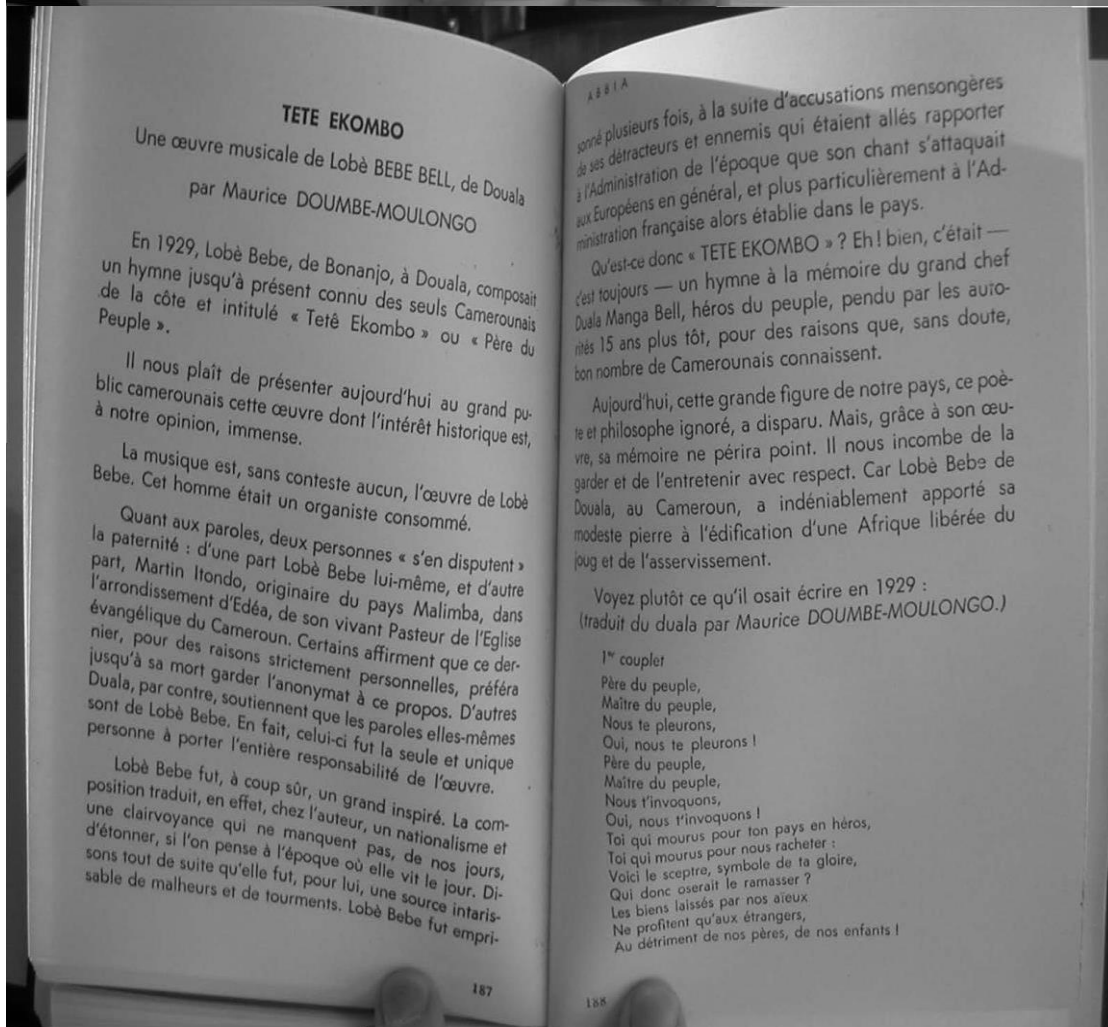 TETE EKOMBO
Une œuvre musicale de Lobè BEBE BELL, de Douala
par Maurice DOUMBE-MOULONGO
En 1929, Lobè Bebe, de Bonanjo, à Douala, composait
un hymne jusqu'à présent connu des seuls Camerounais
de la côte et intitulé « Tetê Ekombo » ou « Père du
Peuple ».
Il nous plaît de présenter aujourd'hui au grand pu-
blic camerounais cette œuvre dont l'intérêt historique est,
à notre opinion, immense.
La musique est, sans conteste aucun, l'œuvre de Lobè
Bebe. Cet homme était un organiste consommé.
Quant aux paroles, deux personnes « s'en disputent »
la paternité : d'une part Lobè Bebe lui-même, et d'autre
part, Martin Itondo, originaire du pays Malimba, dans
l'arrondissement d'Edéa, de son vivant Pasteur de l'Eglise
évangélique du Cameroun. Certains affirment que ce der-
nier, pour des raisons strictement personnelles, préféra
jusqu'à sa mort garder l'anonymat à ce propos. D'autres
Duala, par contre, soutiennent que les paroles elles-mêmes
sont de Lobè Bebe. En fait, celui-ci fut la seule et unique
personne à porter l'entière responsabilité de l'œuvre.
Lobè Bebe fut, à coup sûr, un grand inspiré. La com-
position traduit, en effet, chez l'auteur, un nationalisme et
une clairvoyance qui ne manquent pas, de nos jours,
d'étonner, si l'on pense à l'époque où elle vit le jour. Di-
sons tout de suite qu'elle fut, pour lui, une source intaris-
sable de malheurs et de tourments. Lobè Bebe fut empri-
187
ABBIA
sonné plusieurs fois, à la suite d'accusations mensongères
de ses détracteurs et ennemis qui étaient allés rapporter
à l'Administration de l'époque que son chant s'attaquait
aux Européens en général, et plus particulièrement à l'Ad-
ministration française alors établie dans le pays.
Qu'est-ce donc « TETE EKOMBO » ? Eh ! bien, c'était —
c'est toujours — un hymne à la mémoire du grand chef
Duala Manga Bell, héros du peuple, pendu par les auto-
rités 15 ans plus tôt, pour des raisons que, sans doute,
bon nombre de Camerounais connaissent.
Aujourd'hui, cette grande figure de notre pays, ce poè-
te et philosophe ignoré, a disparu. Mais, grâce à son œu-
vre, sa mémoire ne périra point. Il nous incombe de la
garder et de l'entretenir avec respect. Car Lobè Bebe de
Douala, au Cameroun, a indéniablement apporté sa
modeste pierre à l'édification d'une Afrique libérée du
joug et de l'asservissement.
Voyez plutôt ce qu'il osait écrire en 1929 :
(traduit du duala par Maurice DOUMBE-MOULONGO.)
1er couplet
Père du peuple,
Maître du peuple,
Nous te pleurons,
Oui, nous te pleurons !
Père du peuple,
Maître du peuple,
Nous t'invoquons,
Oui, nous t'invoquons !
Toi qui mourus pour ton pays en héros,
Toi qui mourus pour nous racheter :
Voici le sceptre, symbole de ta gloire,
Qui donc oserait le ramasser ?
Les biens laissés par nos aïeux
Ne profitent qu'aux étrangers,
Au détriment de nos pères, de nos enfants !
188